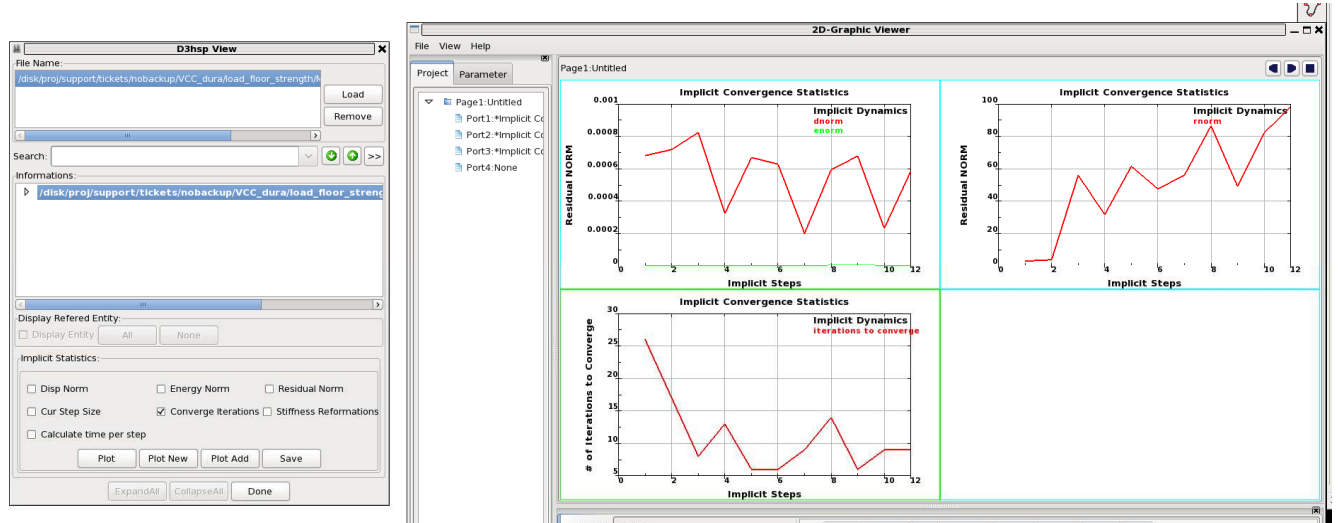 D3hsp View
File Name:
/disk/proj/support/tickets/nobackup/VCC_dura/load_floor_strength/
Load
Remove
Search:
>>
Informations:
/disk/proj/support/tickets/nobackup/VCC_dura/load_floor_streng
Display Refered Entity:
Display Entity All None
Implicit Statistics:
Disp Norm Energy Norm Residual Norm
Cur Step Size Converge Iterations Stiffness Reformations
Calculate time per step
Plot Plot New Plot Add Save
ExpandAll CollapseAll Done
2D-Graphic Viewer
File View Help
Project Parameter
Page1:Untitled
Port1:*Implicit Co
Port2:*Implicit Co
Port3:*Implicit Co
Port4:None
Page1:Untitled
Implicit Convergence Statistics
Implicit Dynamics
dnorm
enorm
Residual NORM
0.001
0.0008
0.0006
0.0004
0.0002
0
0 2 4 6 8 10 12
Implicit Steps
Implicit Convergence Statistics
Implicit Dynamics
rnorm
Residual NORM
100
80
60
40
20
0
0 2 4 6 8 10 12
Implicit Steps
Implicit Convergence Statistics
Implicit Dynamics
iterations to converge
# of Iterations to Converge
30
25
20
15
10
5
0 2 4 6 8 10 12
Implicit Steps